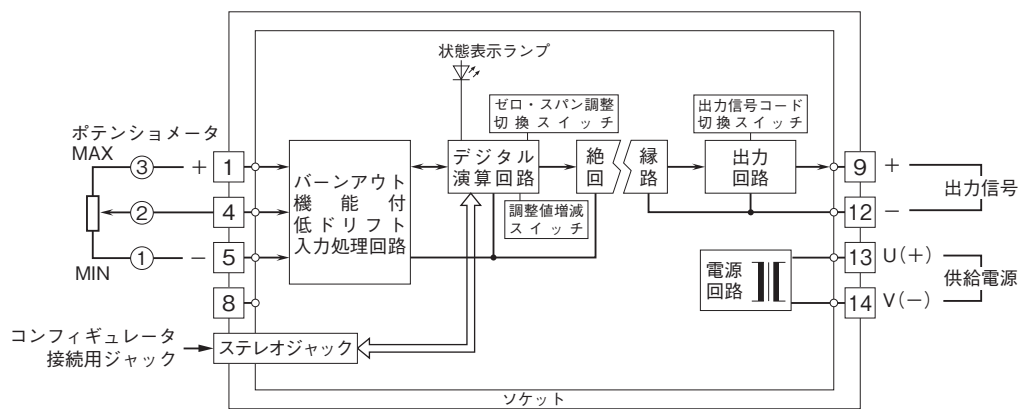 状態表示ランプ
ゼロ・スパン調整
切換スイッチ
出力信号コード
切換スイッチ
ポテンショメータ
MAX
③
+
1
②
4
①
−
5
MIN
8
バーンアウト
機能付
低ドリフト
入力処理回路
デジタル
演算回路
調整値増減
スイッチ
絶縁
回路
出力
回路
9
+
12
−
出力信号
電源
回路
13
U(+)
14
V(−)
供給電源
コンフィギュレータ
接続用ジャック
ステレオジャック
ソケット